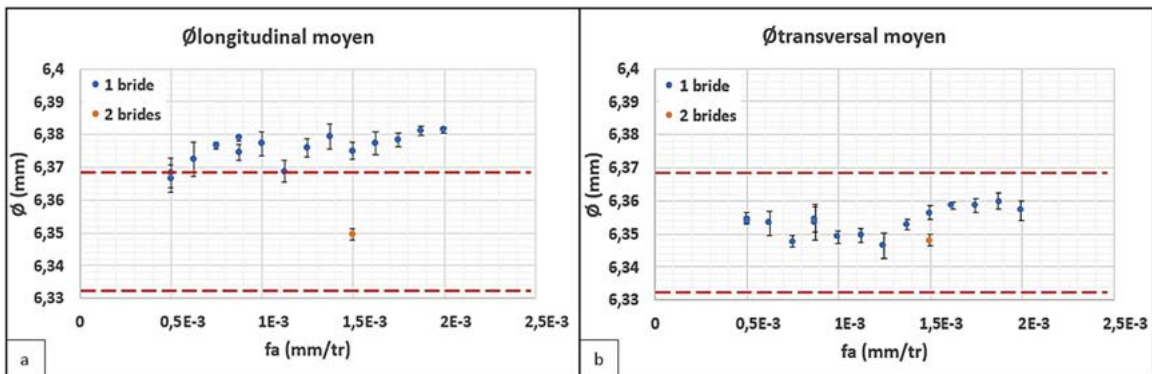 Ølongitudinal moyen
6,4
6,39
6,38
6,37
6,36
6,35
6,34
6,33
Ø (mm)
1 bride
2 brides
0
0,5E-3
1E-3
1,5E-3
2E-3
2,5E-3
fa (mm/tr)
a
Øtransversal moyen
6,4
6,39
6,38
6,37
6,36
6,35
6,34
6,33
Ø (mm)
1 bride
2 brides
0
0,5E-3
1E-3
1,5E-3
2E-3
2,5E-3
fa (mm/tr)
b